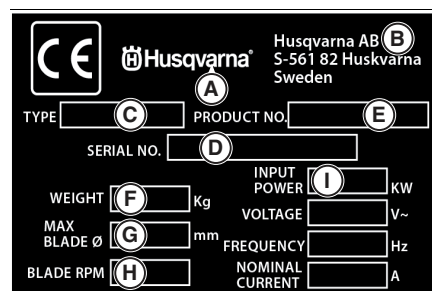 CE
Husqvarna®
A
Husqvarna AB B
S-561 82 Huskvarna
Sweden
TYPE C PRODUCT NO. E
SERIAL NO. D
WEIGHT F Kg
MAX
BLADE Ø G mm
BLADE RPM H
INPUT
POWER I KW
VOLTAGE V~
FREQUENCY Hz
NOMINAL
CURRENT A